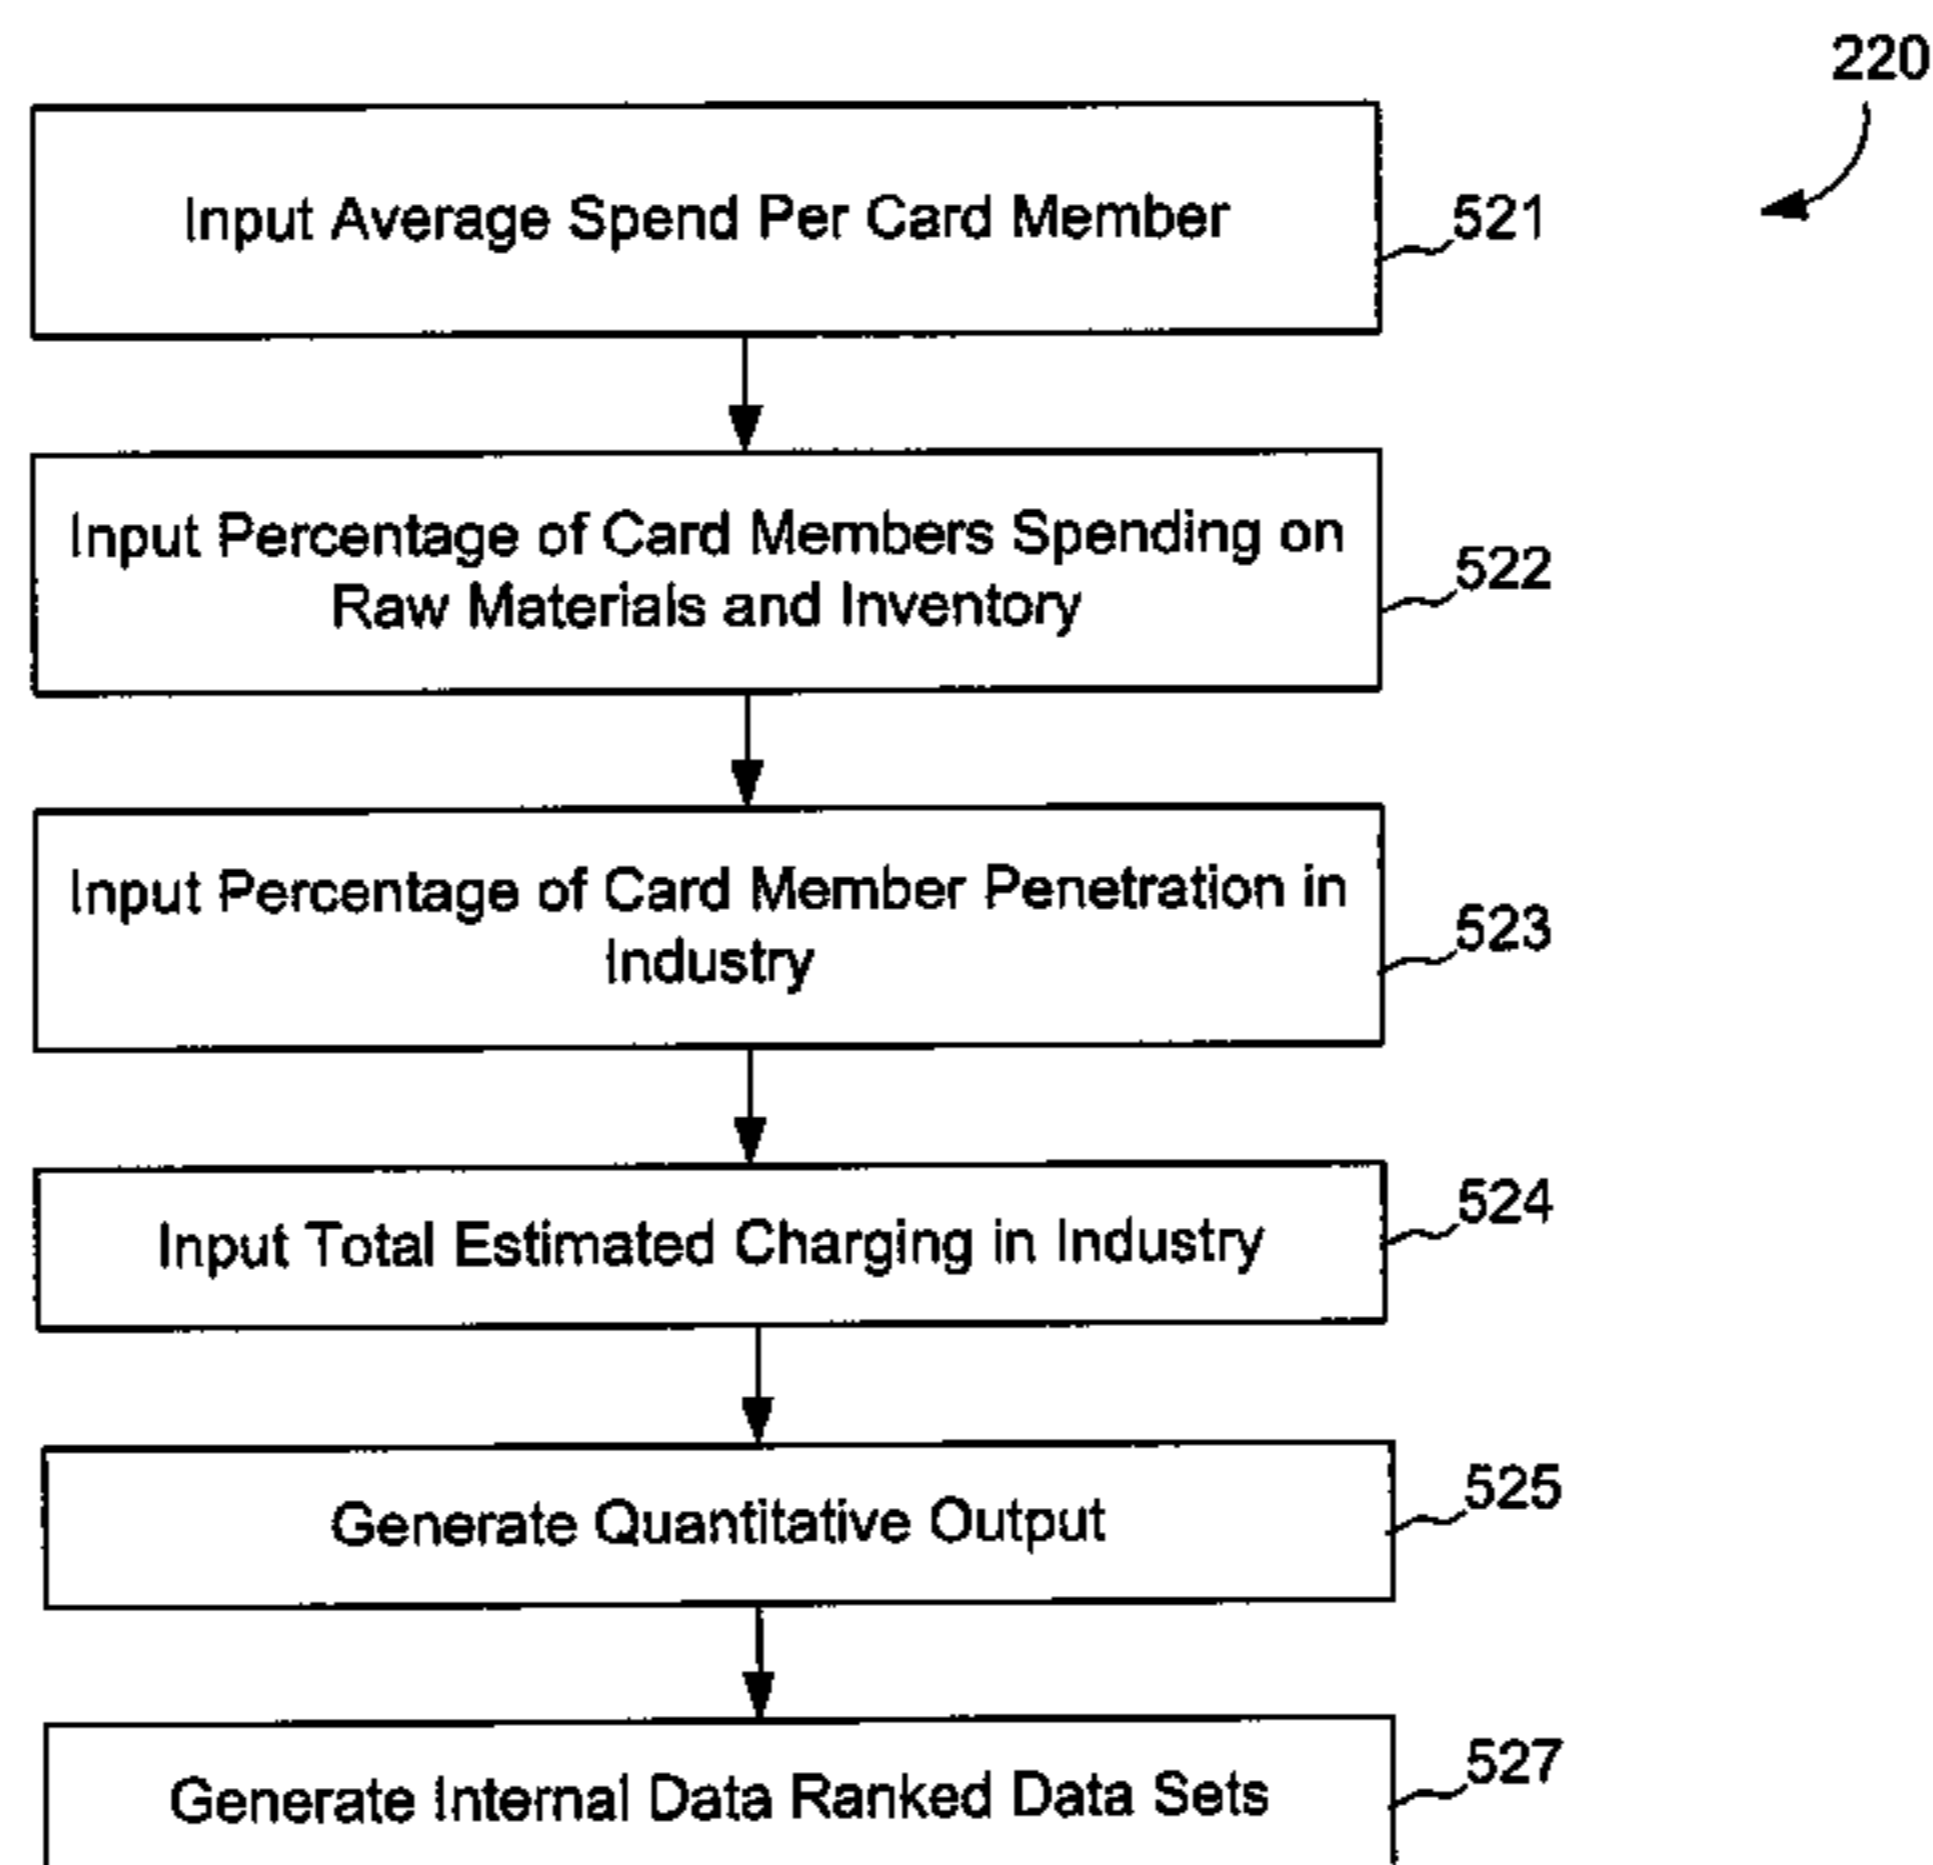 220
Input Average Spend Per Card Member
521
Input Percentage of Card Members Spending on
Raw Materials and Inventory
522
Input Percentage of Card Member Penetration in
Industry
523
Input Total Estimated Charging in Industry
524
Generate Quantitative Output
525
Generate Internal Data Ranked Data Sets
527